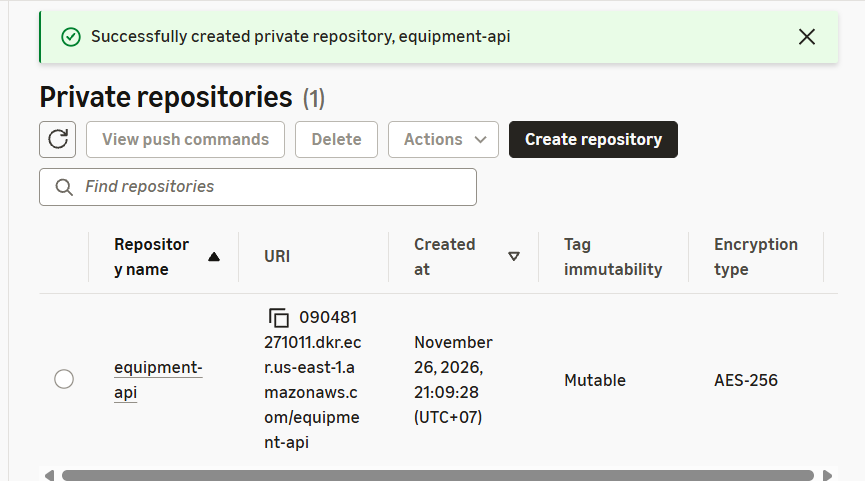 Successfully created private repository, equipment-api
Private repositories (1)
View push commands
Delete
Actions
Create repository
Find repositories
Repositor
y name
URI
Created
at
Tag
immutability
Encryption
type
equipment-
api
090481
271011.dkr.ec
r.us-east-1.a
mazonaws.c
om/equipme
nt-api
November
26, 2026,
21:09:28
(UTC+07)
Mutable
AES-256